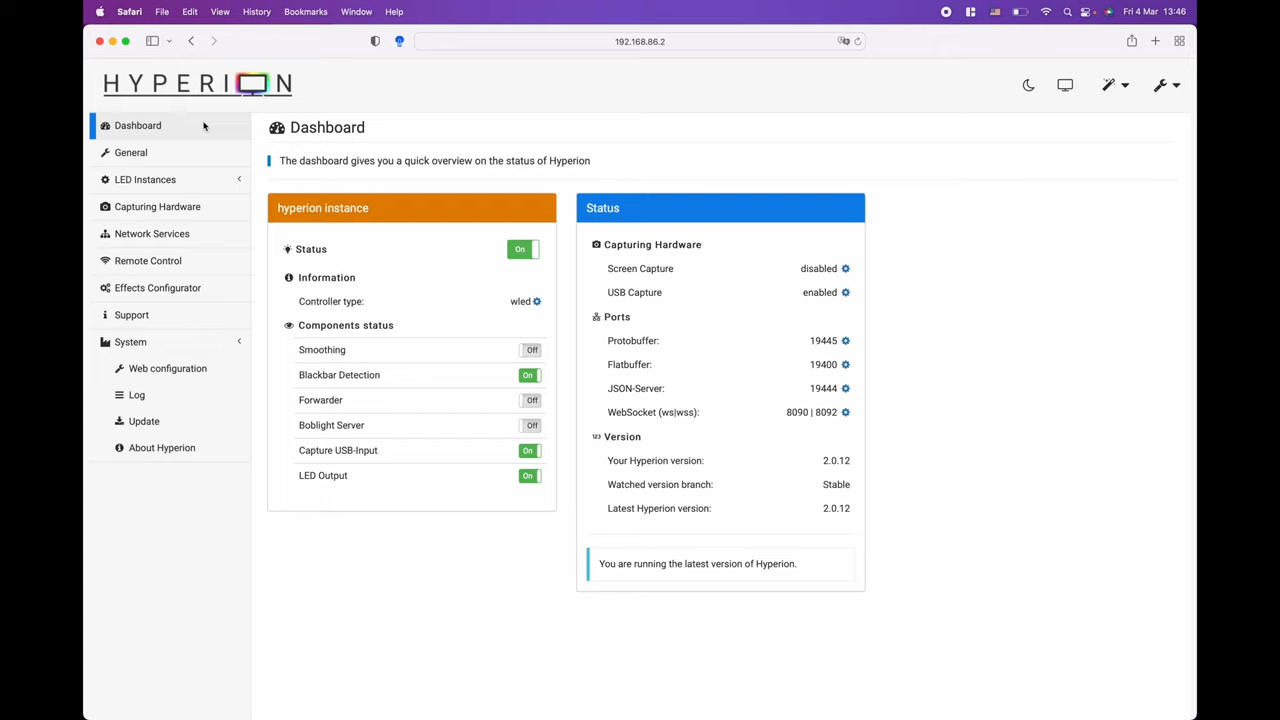 Safari File Edit View History Bookmarks Window Help Fri 4 Mar 13:46
192.168.86.2
HYPERION
Dashboard
General
LED Instances
Capturing Hardware
Network Services
Remote Control
Effects Configurator
Support
System
Web configuration
Log
Update
About Hyperion
Dashboard
The dashboard gives you a quick overview on the status of Hyperion
hyperion instance
Status On
Information
Controller type: wled
Components status
Smoothing Off
Blackbar Detection On
Forwarder Off
Boblight Server Off
Capture USB-Input On
LED Output On
Status
Capturing Hardware
Screen Capture disabled
USB Capture enabled
Ports
Protobuffer: 19445
Flatbuffer: 19400
JSON-Server: 19444
WebSocket (ws|wss): 8090 | 8092
123 Version
Your Hyperion version: 2.0.12
Watched version branch: Stable
Latest Hyperion version: 2.0.12
You are running the latest version of Hyperion.